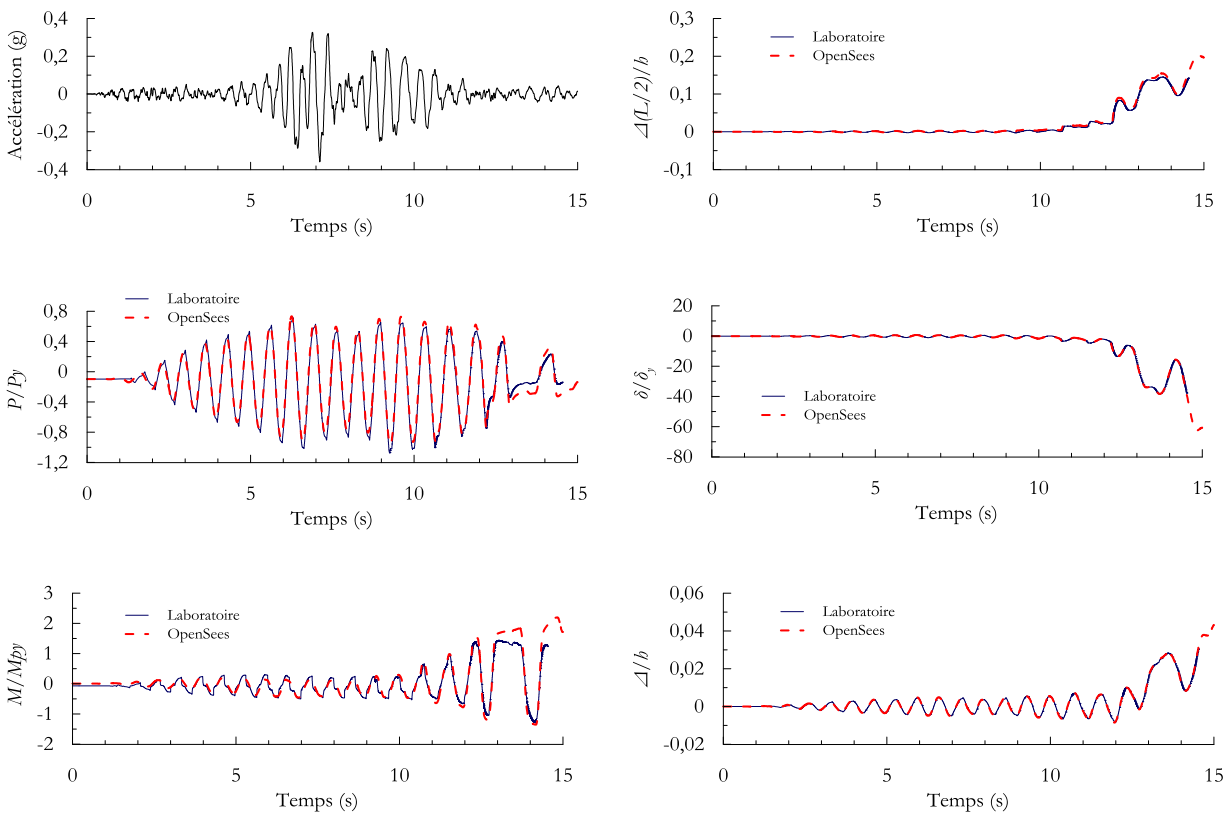 0,4
0,2
0
-0,2
-0,4
Accélération (g)
0
5
10
15
Temps (s)
0,3
0,2
0,1
0
-0,1
Δ(L/2)/h
Laboratoire
OpenSees
0
5
10
15
Temps (s)
0,8
0,4
0
-0,4
-0,8
-1,2
P/Py
Laboratoire
OpenSees
0
5
10
15
Temps (s)
20
0
-20
-40
-60
-80
δ/δy
Laboratoire
OpenSees
0
5
10
15
Temps (s)
3
2
1
0
-1
-2
M/Mpy
Laboratoire
OpenSees
0
5
10
15
Temps (s)
0,06
0,04
0,02
0
-0,02
Δ/h
Laboratoire
OpenSees
0
5
10
15
Temps (s)